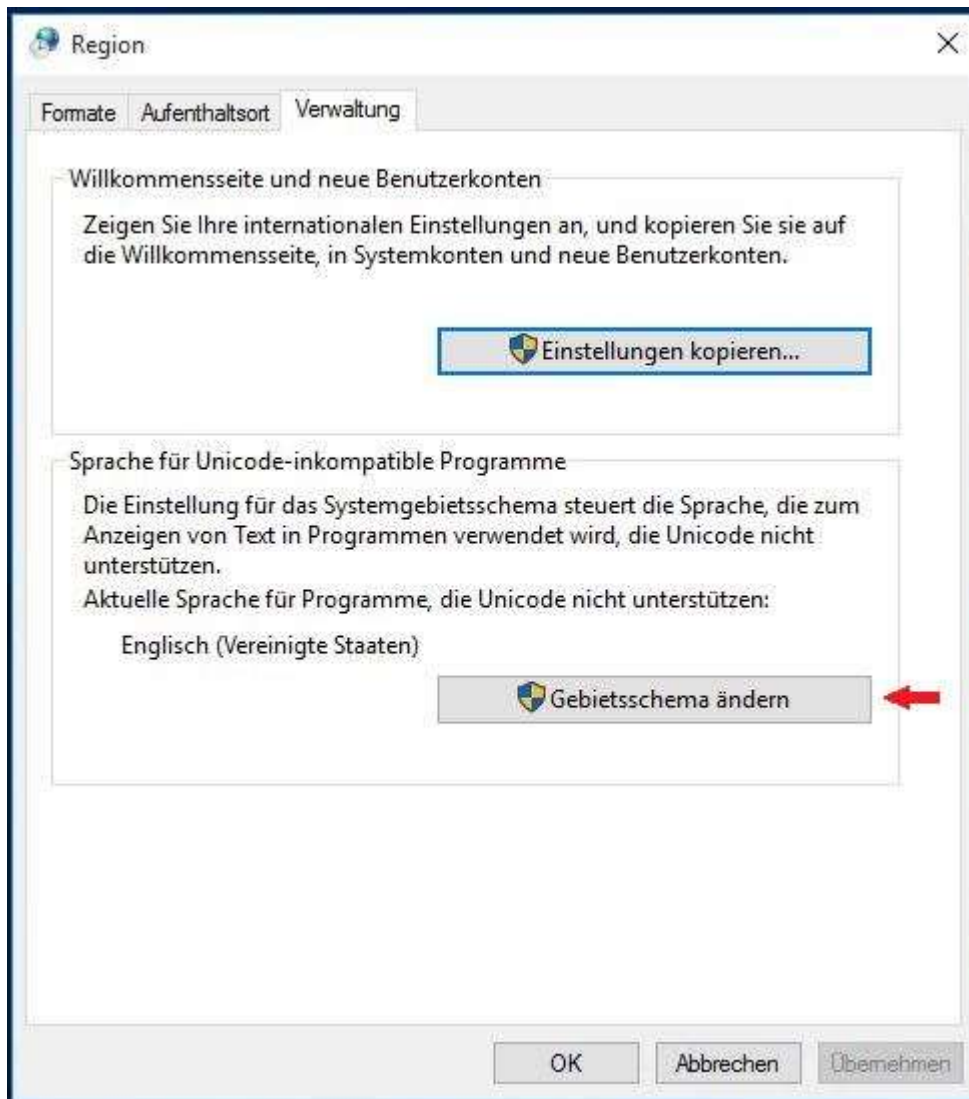 Region
Formate Aufenthaltsort Verwaltung
Willkommensseite und neue Benutzerkonten
Zeigen Sie Ihre internationalen Einstellungen an, und kopieren Sie sie auf
die Willkommensseite, in Systemkonten und neue Benutzerkonten.
Einstellungen kopieren...
Sprache für Unicode-inkompatible Programme
Die Einstellung für das Systemgebietsschema steuert die Sprache, die zum
Anzeigen von Text in Programmen verwendet wird, die Unicode nicht
unterstützen.
Aktuelle Sprache für Programme, die Unicode nicht unterstützen:
Englisch (Vereinigte Staaten)
Gebietsschema ändern
OK Abbrechen Übernehmen